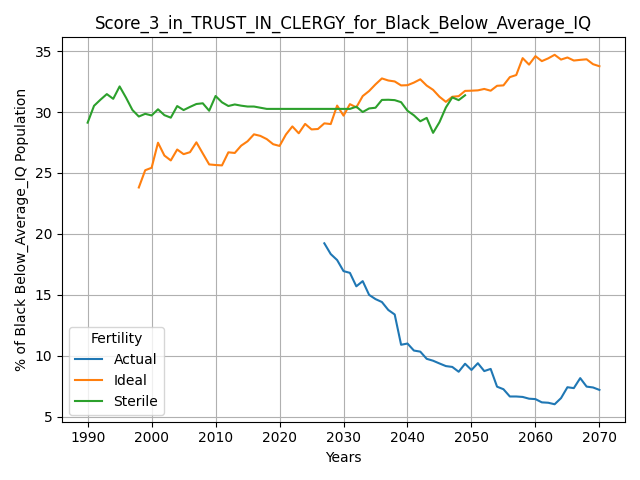 Score_3_in_TRUST_IN_CLERGY_for_Black_Below_Average_IQ
% of Black Below_Average_IQ Population
35
30
25
20
15
10
5
Fertility
Actual
Ideal
Sterile
1990 2000 2010 2020 2030 2040 2050 2060 2070
Years